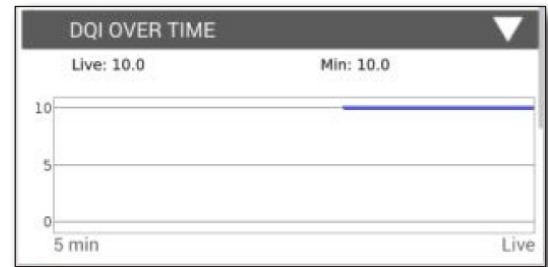 DQI OVER TIME
Live: 10.0 Min: 10.0
10
5
0
5 min Live